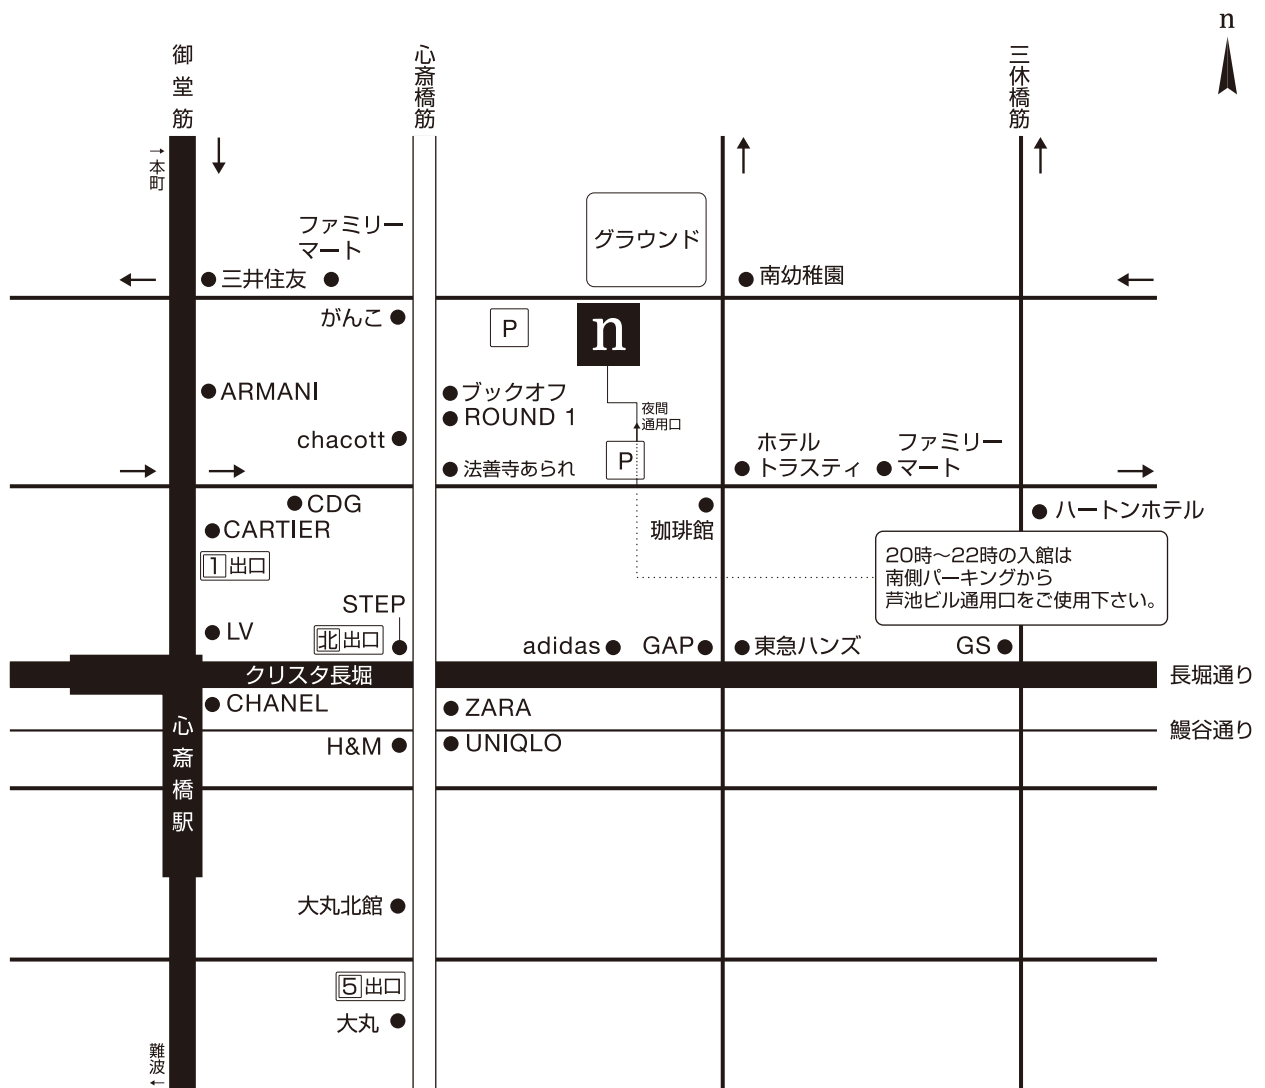 n
御堂筋
心斎橋筋
三休橋筋
→本町
ファミリー
マート
グラウンド
三井住友
南幼稚園
がんこ
P
n
ARMANI
ブックオフ
ROUND 1
夜間
通用口
chacott
ホテル
トラスティ
ファミリー
マート
法善寺あられ
P
CDG
CARTIER
珈琲館
ハートンホテル
1出口
20時〜22時の入館は
南側パーキングから
芦池ビル通用口をご使用下さい。
STEP
LV
北出口
adidas
GAP
東急ハンズ
GS
クリスタ長堀
長堀通り
CHANEL
ZARA
心斎橋駅
鰻谷通り
H&M
UNIQLO
大丸北館
5出口
大丸
難波←